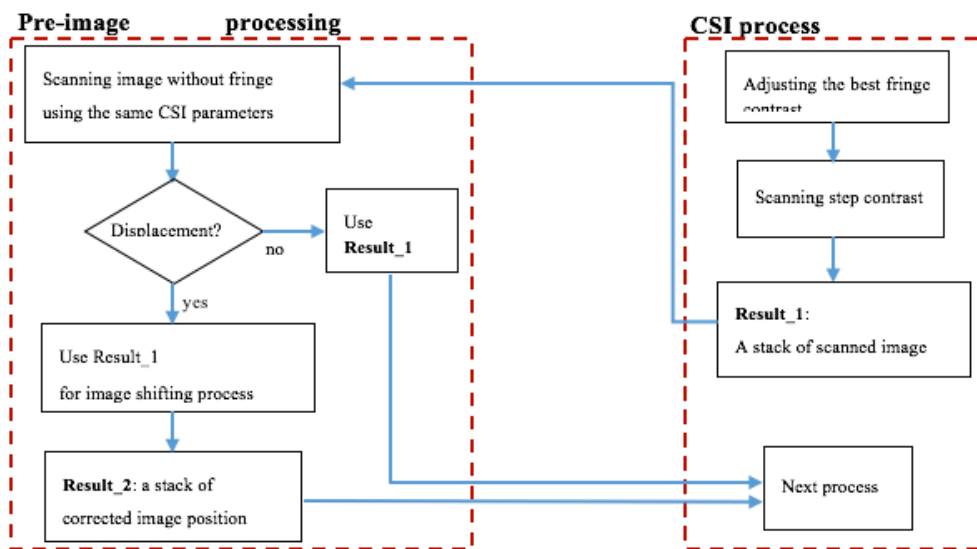 Pre-image processing
Scanning image without fringe
using the same CSI parameters
Displacement?
no
Use
Result_1
yes
Use Result_1
for image shifting process
Result_2: a stack of
corrected image position
CSI process
Adjusting the best fringe
contrast
Scanning step contrast
Result_1:
A stack of scanned image
Next process